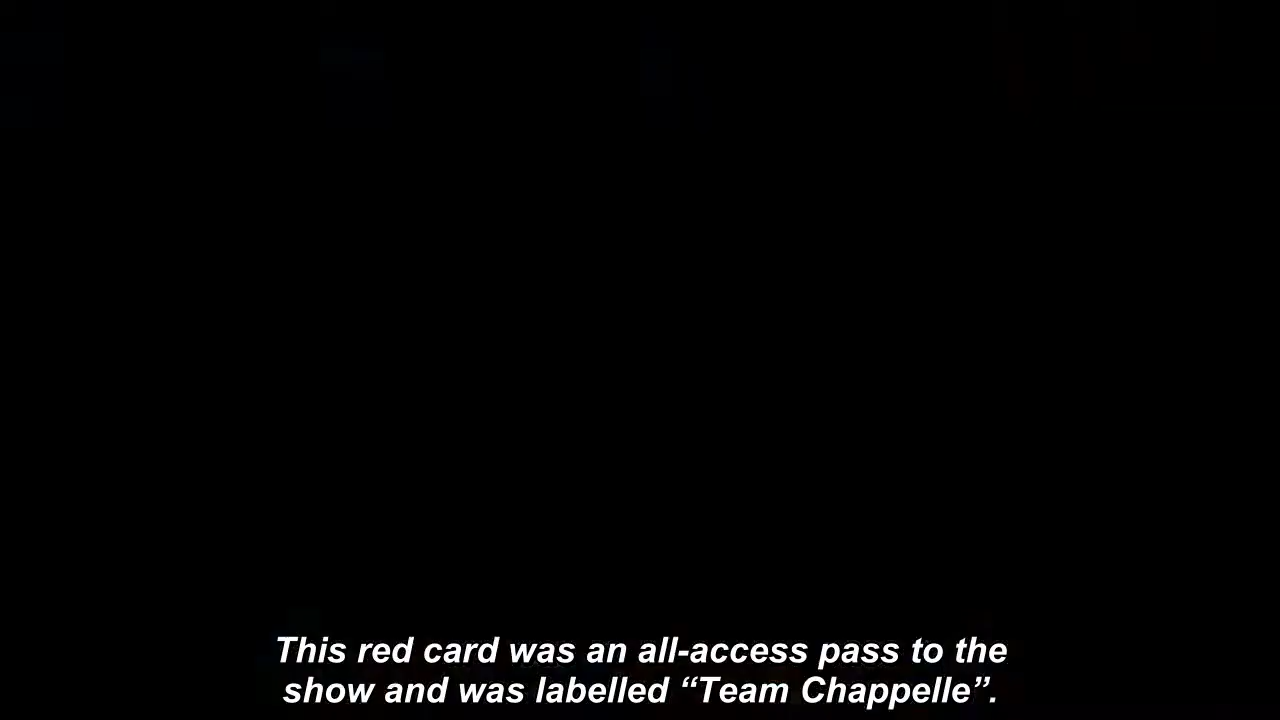 This red card was an all-access pass to the
show and was labelled “Team Chappelle”.